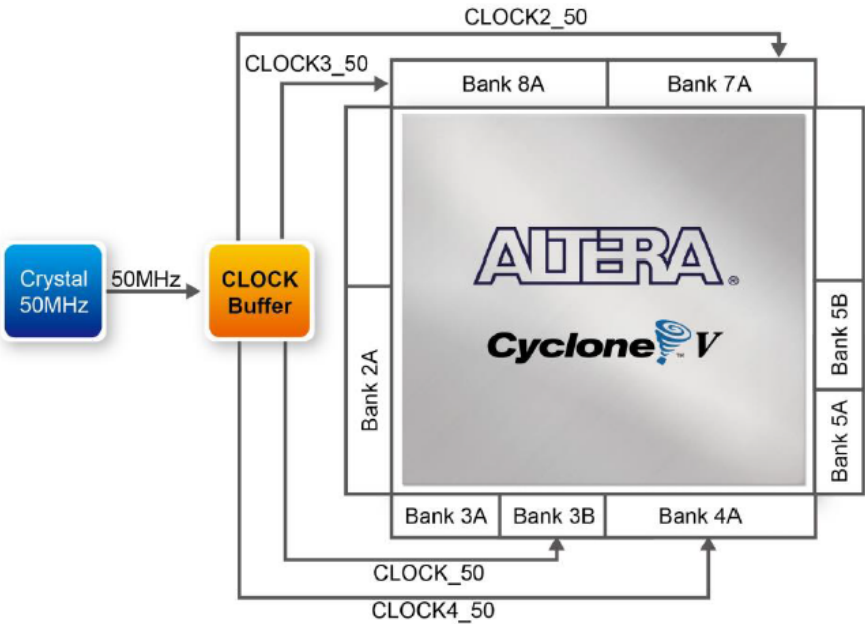 CLOCK2_50
CLOCK3_50
Bank 8A
Bank 7A
Crystal
50MHz
50MHz
CLOCK
Buffer
ALTERA®
Cyclone™ V
Bank 2A
Bank 5B
Bank 5A
Bank 3A
Bank 3B
Bank 4A
CLOCK_50
CLOCK4_50